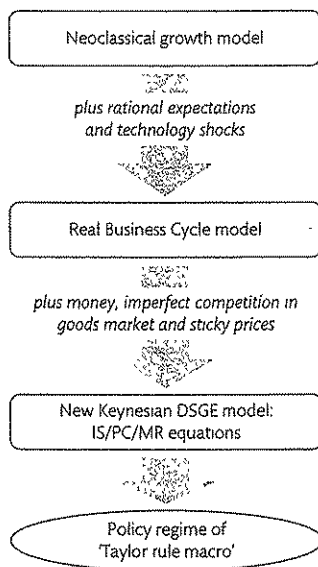 Neoclassical growth model
plus rational expectations
and technology shocks
Real Business Cycle model
plus money, imperfect competition in
goods market and sticky prices
New Keynesian DSGE model:
IS/PC/MR equations
Policy regime of
'Taylor rule macro'